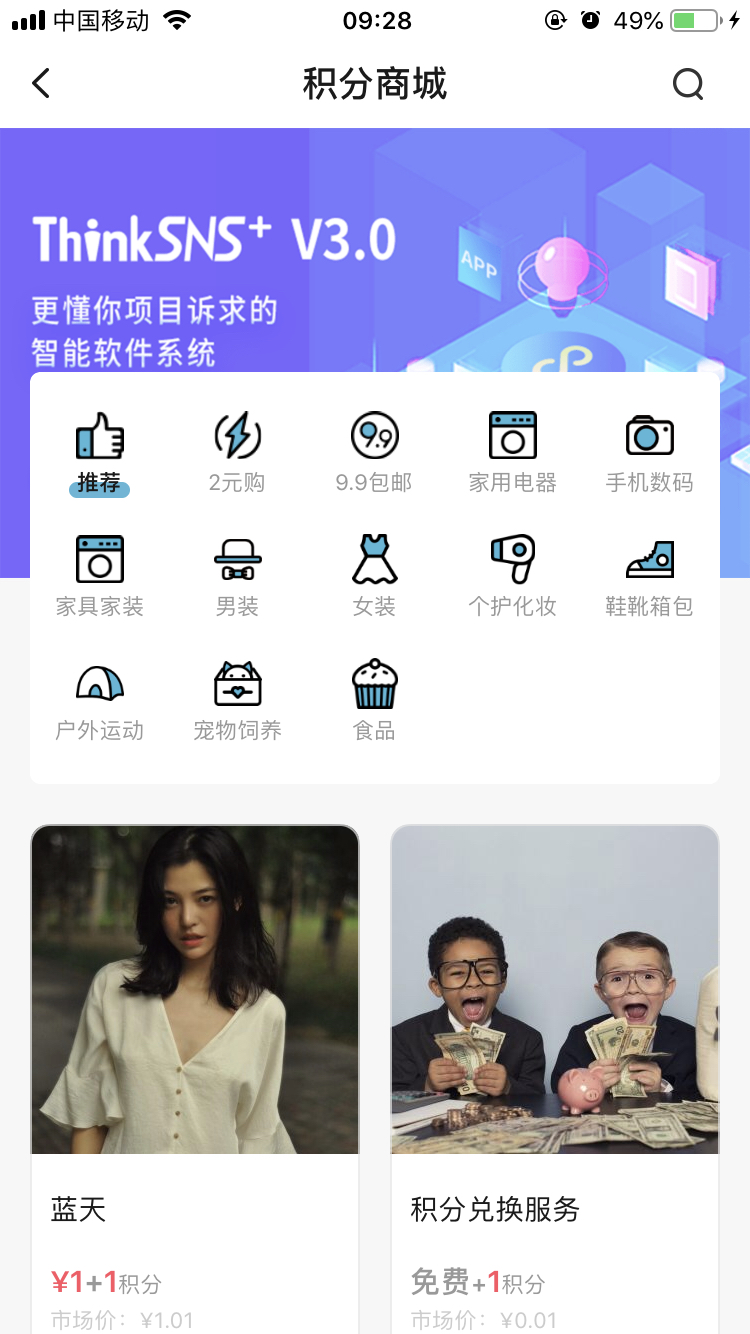 中国移动 09:28 49%
积分商城
ThinkSNS+ V3.0
APP
更懂你项目诉求的
智能软件系统
推荐 2元购 9.9包邮 家用电器 手机数码
家具家装 男装 女装 个护化妆 鞋靴箱包
户外运动 宠物饲养 食品
蓝天 积分兑换服务
¥1+1积分 免费+1积分
市场价：¥1.01 市场价：¥0.01